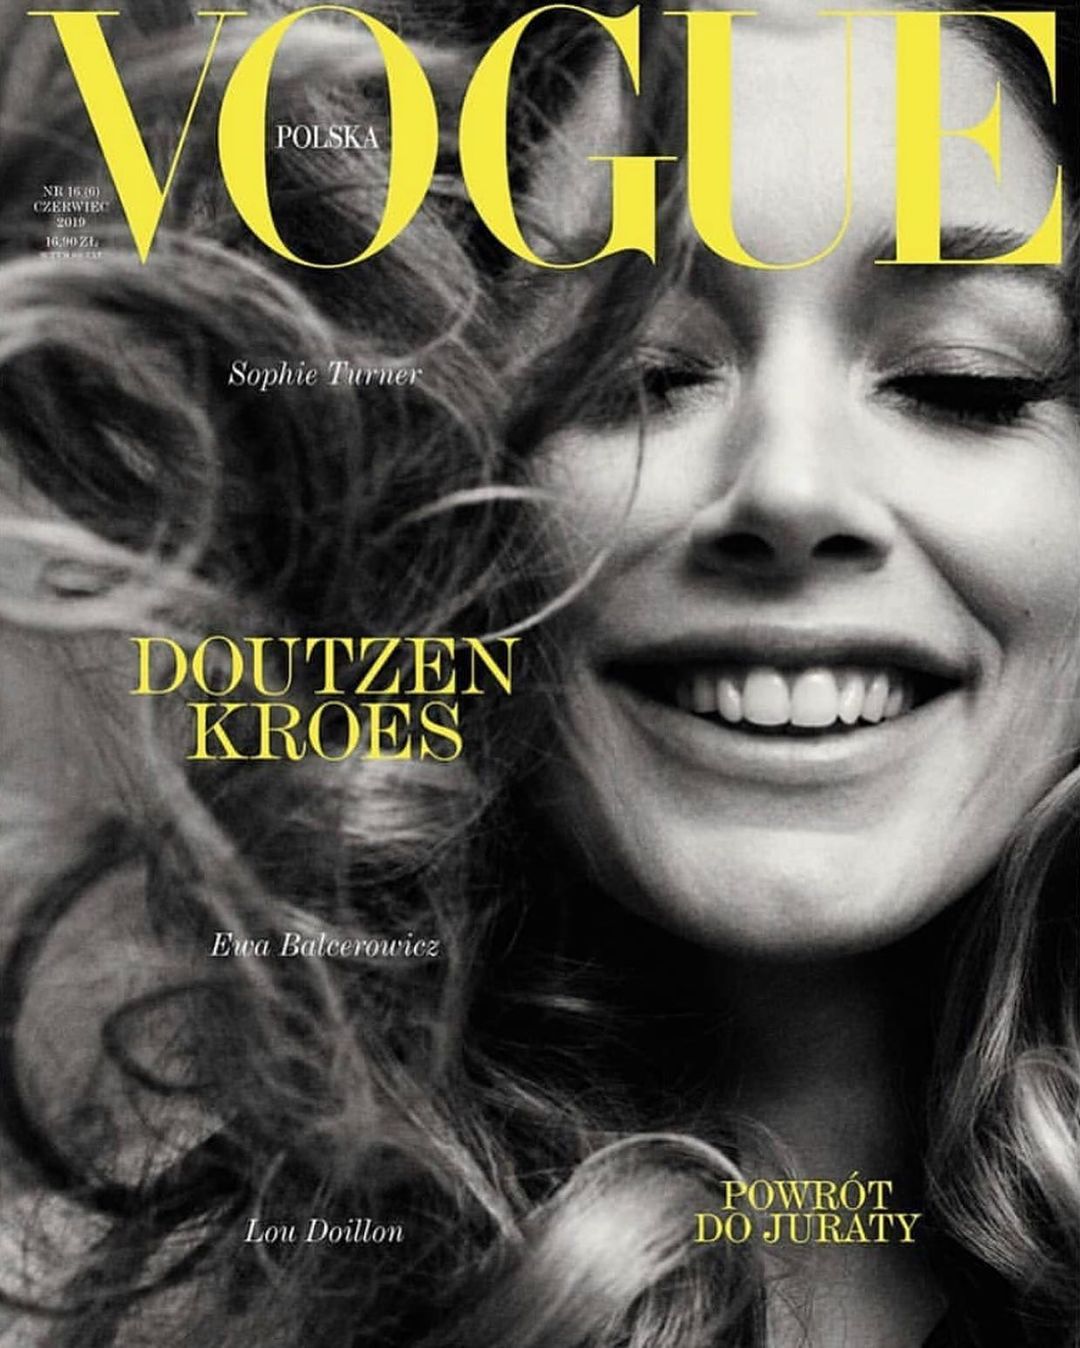 VOGUE
POLSKA
NR 16 (6)
CZERWIEC
2019
16,90 ZŁ
Sophie Turner
DOUTZEN
KROES
Ewa Balcerowicz
Lou Doillon
POWRÓT
DO JURATY